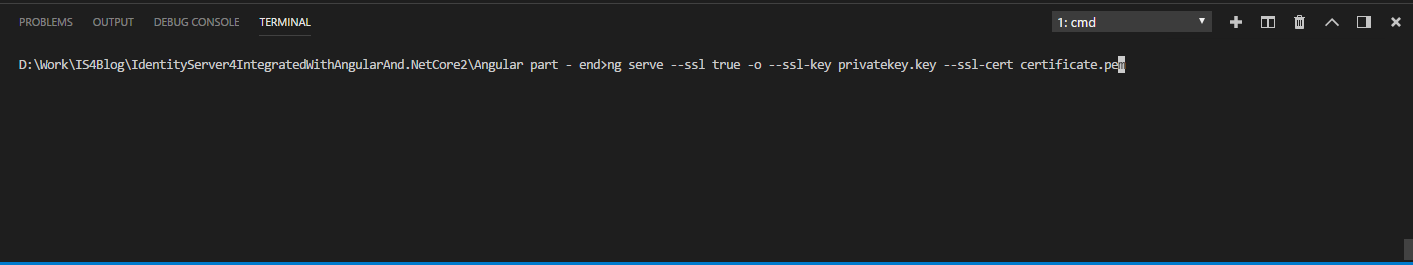 PROBLEMS OUTPUT DEBUG CONSOLE TERMINAL 1: cmd
D:\Work\IS4Blog\IdentityServer4IntegratedWithAngularAnd.NetCore2\Angular part - end>ng serve --ssl true -o --ssl-key privatekey.key --ssl-cert certificate.pem